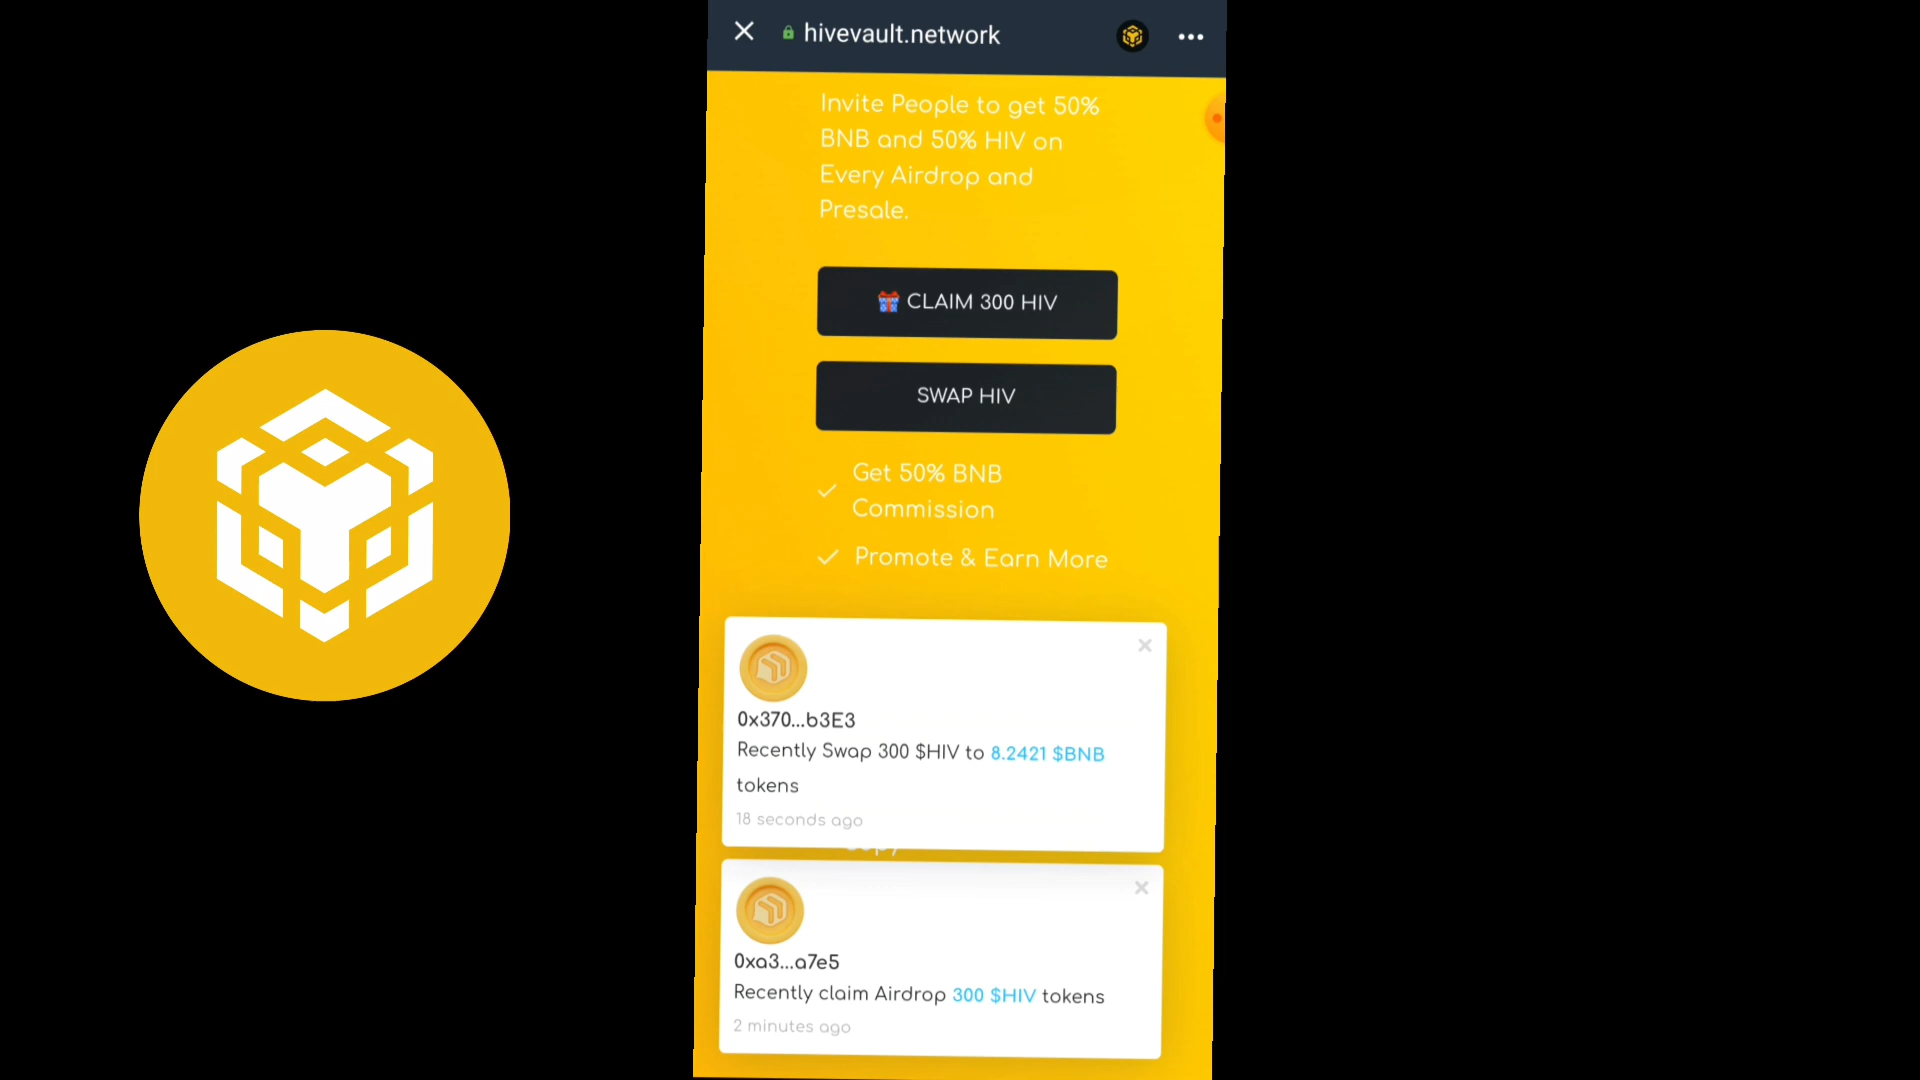 hivevault.network
Invite People to get 50%
BNB and 50% HIV on
Every Airdrop and
Presale.
CLAIM 300 HIV
SWAP HIV
Get 50% BNB
Commission
Promote & Earn More
0x370...b3E3
Recently Swap 300 $HIV to 8.2421 $BNB
tokens
18 seconds ago
Copy
0xa3...a7e5
Recently claim Airdrop 300 $HIV tokens
2 minutes ago